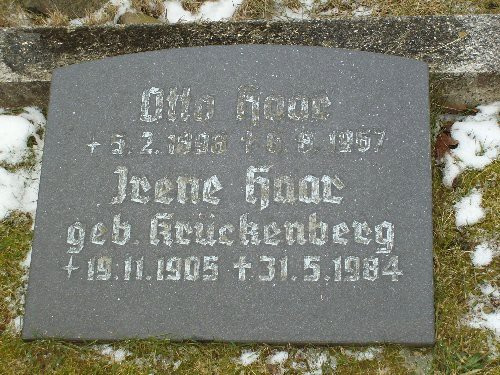 Otto Haar
Irene Haar
geb. Krückenberg
+ 19.11.1905 + 31.5.1984